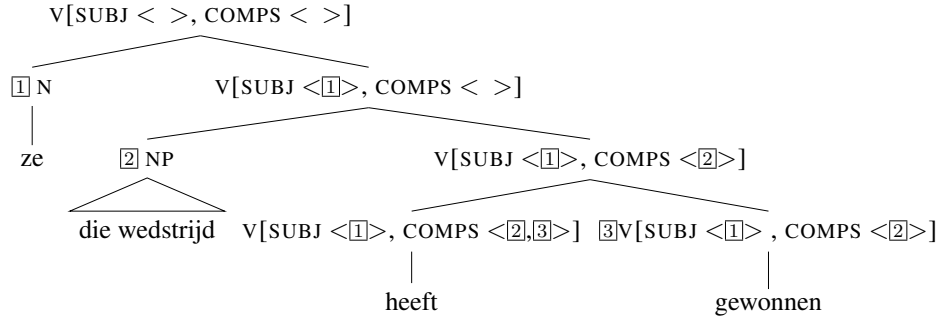 V[SUBJ < >, COMPS < >]
1 N V[SUBJ <1>, COMPS < >]
ze 2 NP V[SUBJ <1>, COMPS <2>]
die wedstrijd V[SUBJ <1>, COMPS <2,3>] 3V[SUBJ <1> , COMPS <2>]
heeft gewonnen